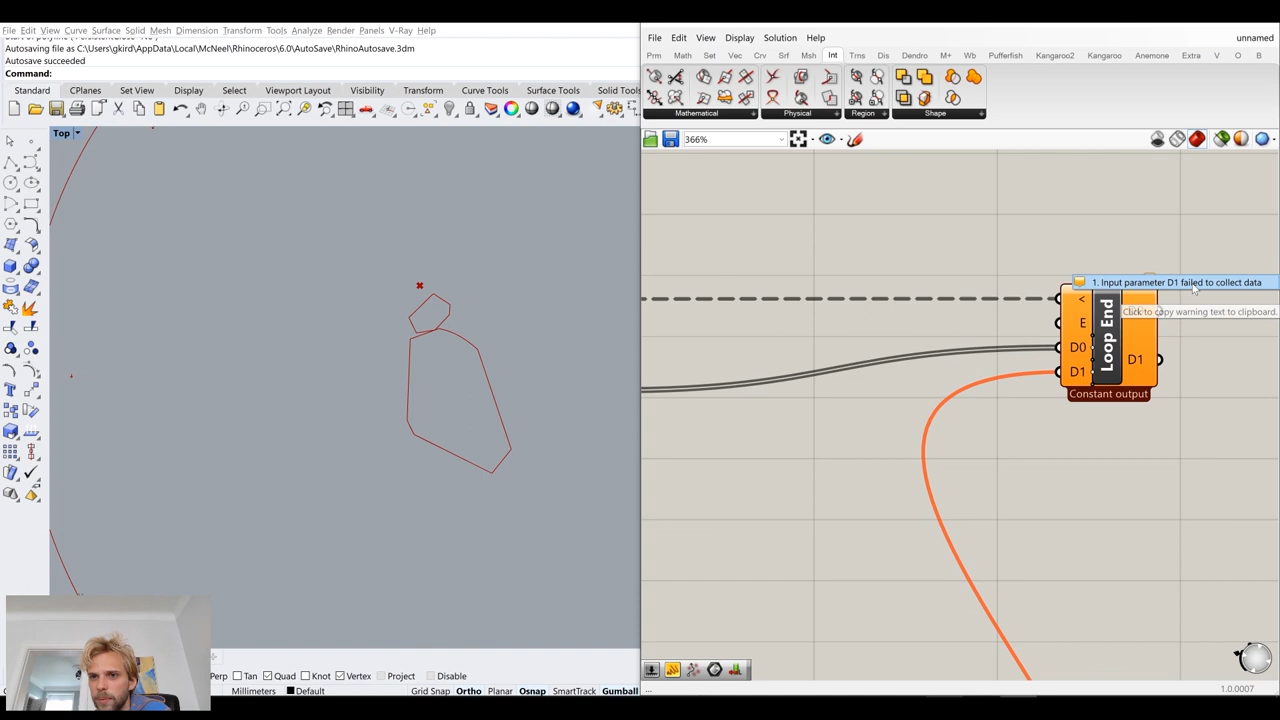 File Edit View Curve Surface Solid Mesh Dimension Transform Tools Analyze Render Panels V-Ray Help
Autosaving file as C:\Users\gkird\AppData\Local\McNeel\Rhinoceros\6.0\AutoSave\RhinoAutosave.3dm
Autosave succeeded
Command:
Standard CPlanes Set View Display Select Viewport Layout Visibility Transform Curve Tools Surface Tools Solid Tools
Top
File Edit View Display Solution Help
unnamed
Prm Math Set Vec Crv Srf Msh Int Trns Dis Dendro M+ Wb Pufferfish Kangaroo2 Kangaroo Anemone Extra V O B
Mathematical Physical Region Shape
366%
1. Input parameter D1 failed to collect data
Click to copy warning text to clipboard.
<
E
D0
D1
Loop End
D1
Constant output
Perp Tan Quad Knot Vertex Project Disable
Millimeters Default Grid Snap Ortho Planar Osnap SmartTrack Gumball
...
1.0.0007